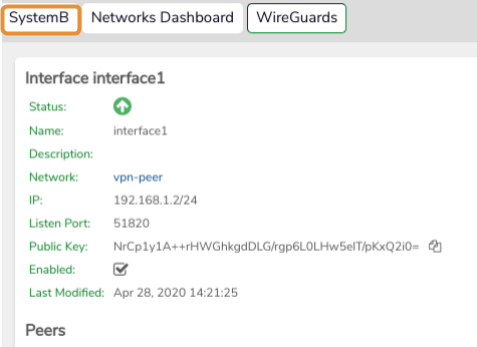 SystemB Networks Dashboard WireGuards
Interface interface1
Status:
Name: interface1
Description:
Network: vpn-peer
IP: 192.168.1.2/24
Listen Port: 51820
Public Key: NrCp1y1A++rHWGhkgdDLG/rgp6L0LHw5elT/pKxQ2i0=
Enabled:
Last Modified: Apr 28, 2020 14:21:25
Peers